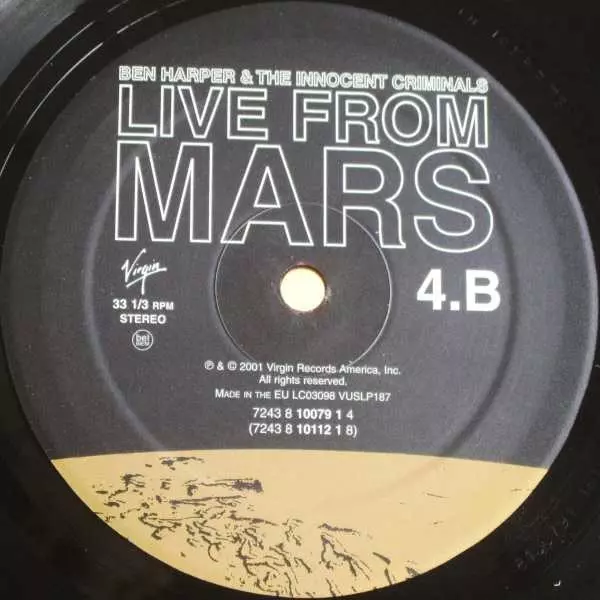 BEN HARPER & THE INNOCENT CRIMINALS
LIVE FROM
MARS
Virgin
4.B
33 1/3 RPM
STEREO
℗ & © 2001 Virgin Records America, Inc.
All rights reserved.
MADE IN THE EU LC03098 VUSLP187
7243 8 10079 1 4
(7243 8 10112 1 8)